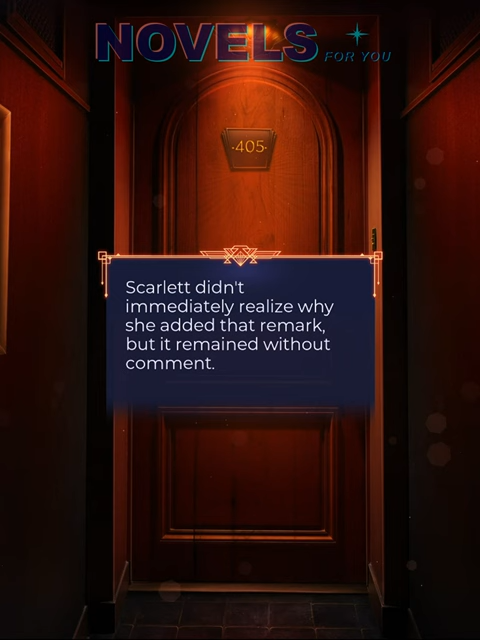 NOVELS
FOR YOU
·405·
Scarlett didn't
immediately realize why
she added that remark,
but it remained without
comment.